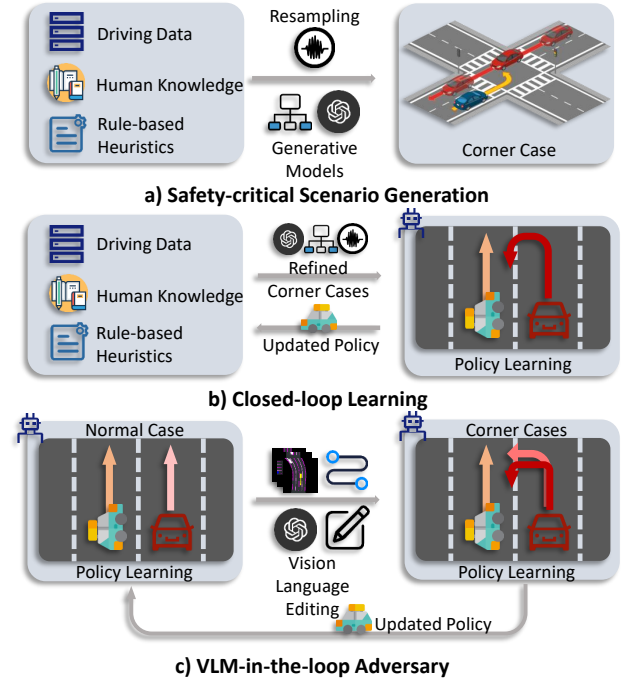 Driving Data
Human Knowledge
Rule-based
Heuristics
Resampling
Generative
Models
Corner Case
a) Safety-critical Scenario Generation
Driving Data
Human Knowledge
Rule-based
Heuristics
Refined
Corner Cases
Updated Policy
Policy Learning
b) Closed-loop Learning
Normal Case
Policy Learning
Vision
Language
Editing
Corner Cases
Policy Learning
Updated Policy
c) VLM-in-the-loop Adversary